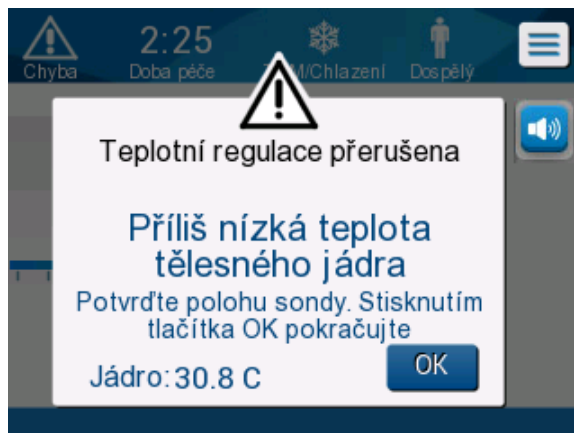 2:25
Chyba
Doba péče
M/Chlazení
Dospělý
Teplotní regulace přerušena
Příliš nízká teplota
tělesného jádra
Potvrďte polohu sondy. Stisknutím
tlačítka OK pokračujte
Jádro: 30.8 C
OK